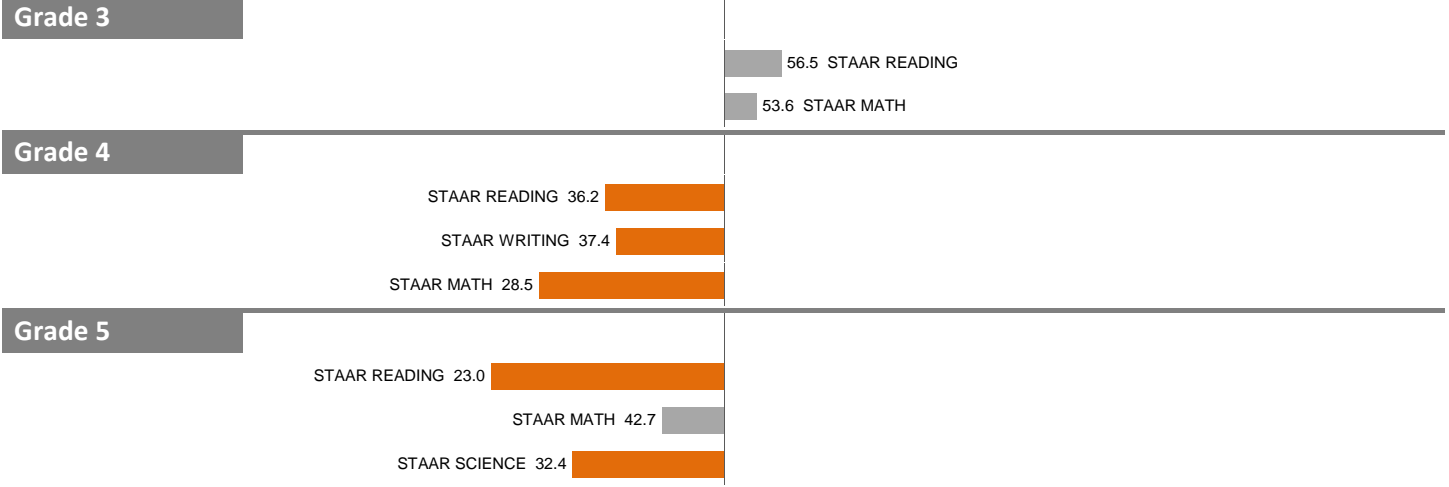 Grade 3
56.5 STAAR READING
53.6 STAAR MATH
Grade 4
STAAR READING 36.2
STAAR WRITING 37.4
STAAR MATH 28.5
Grade 5
STAAR READING 23.0
STAAR MATH 42.7
STAAR SCIENCE 32.4